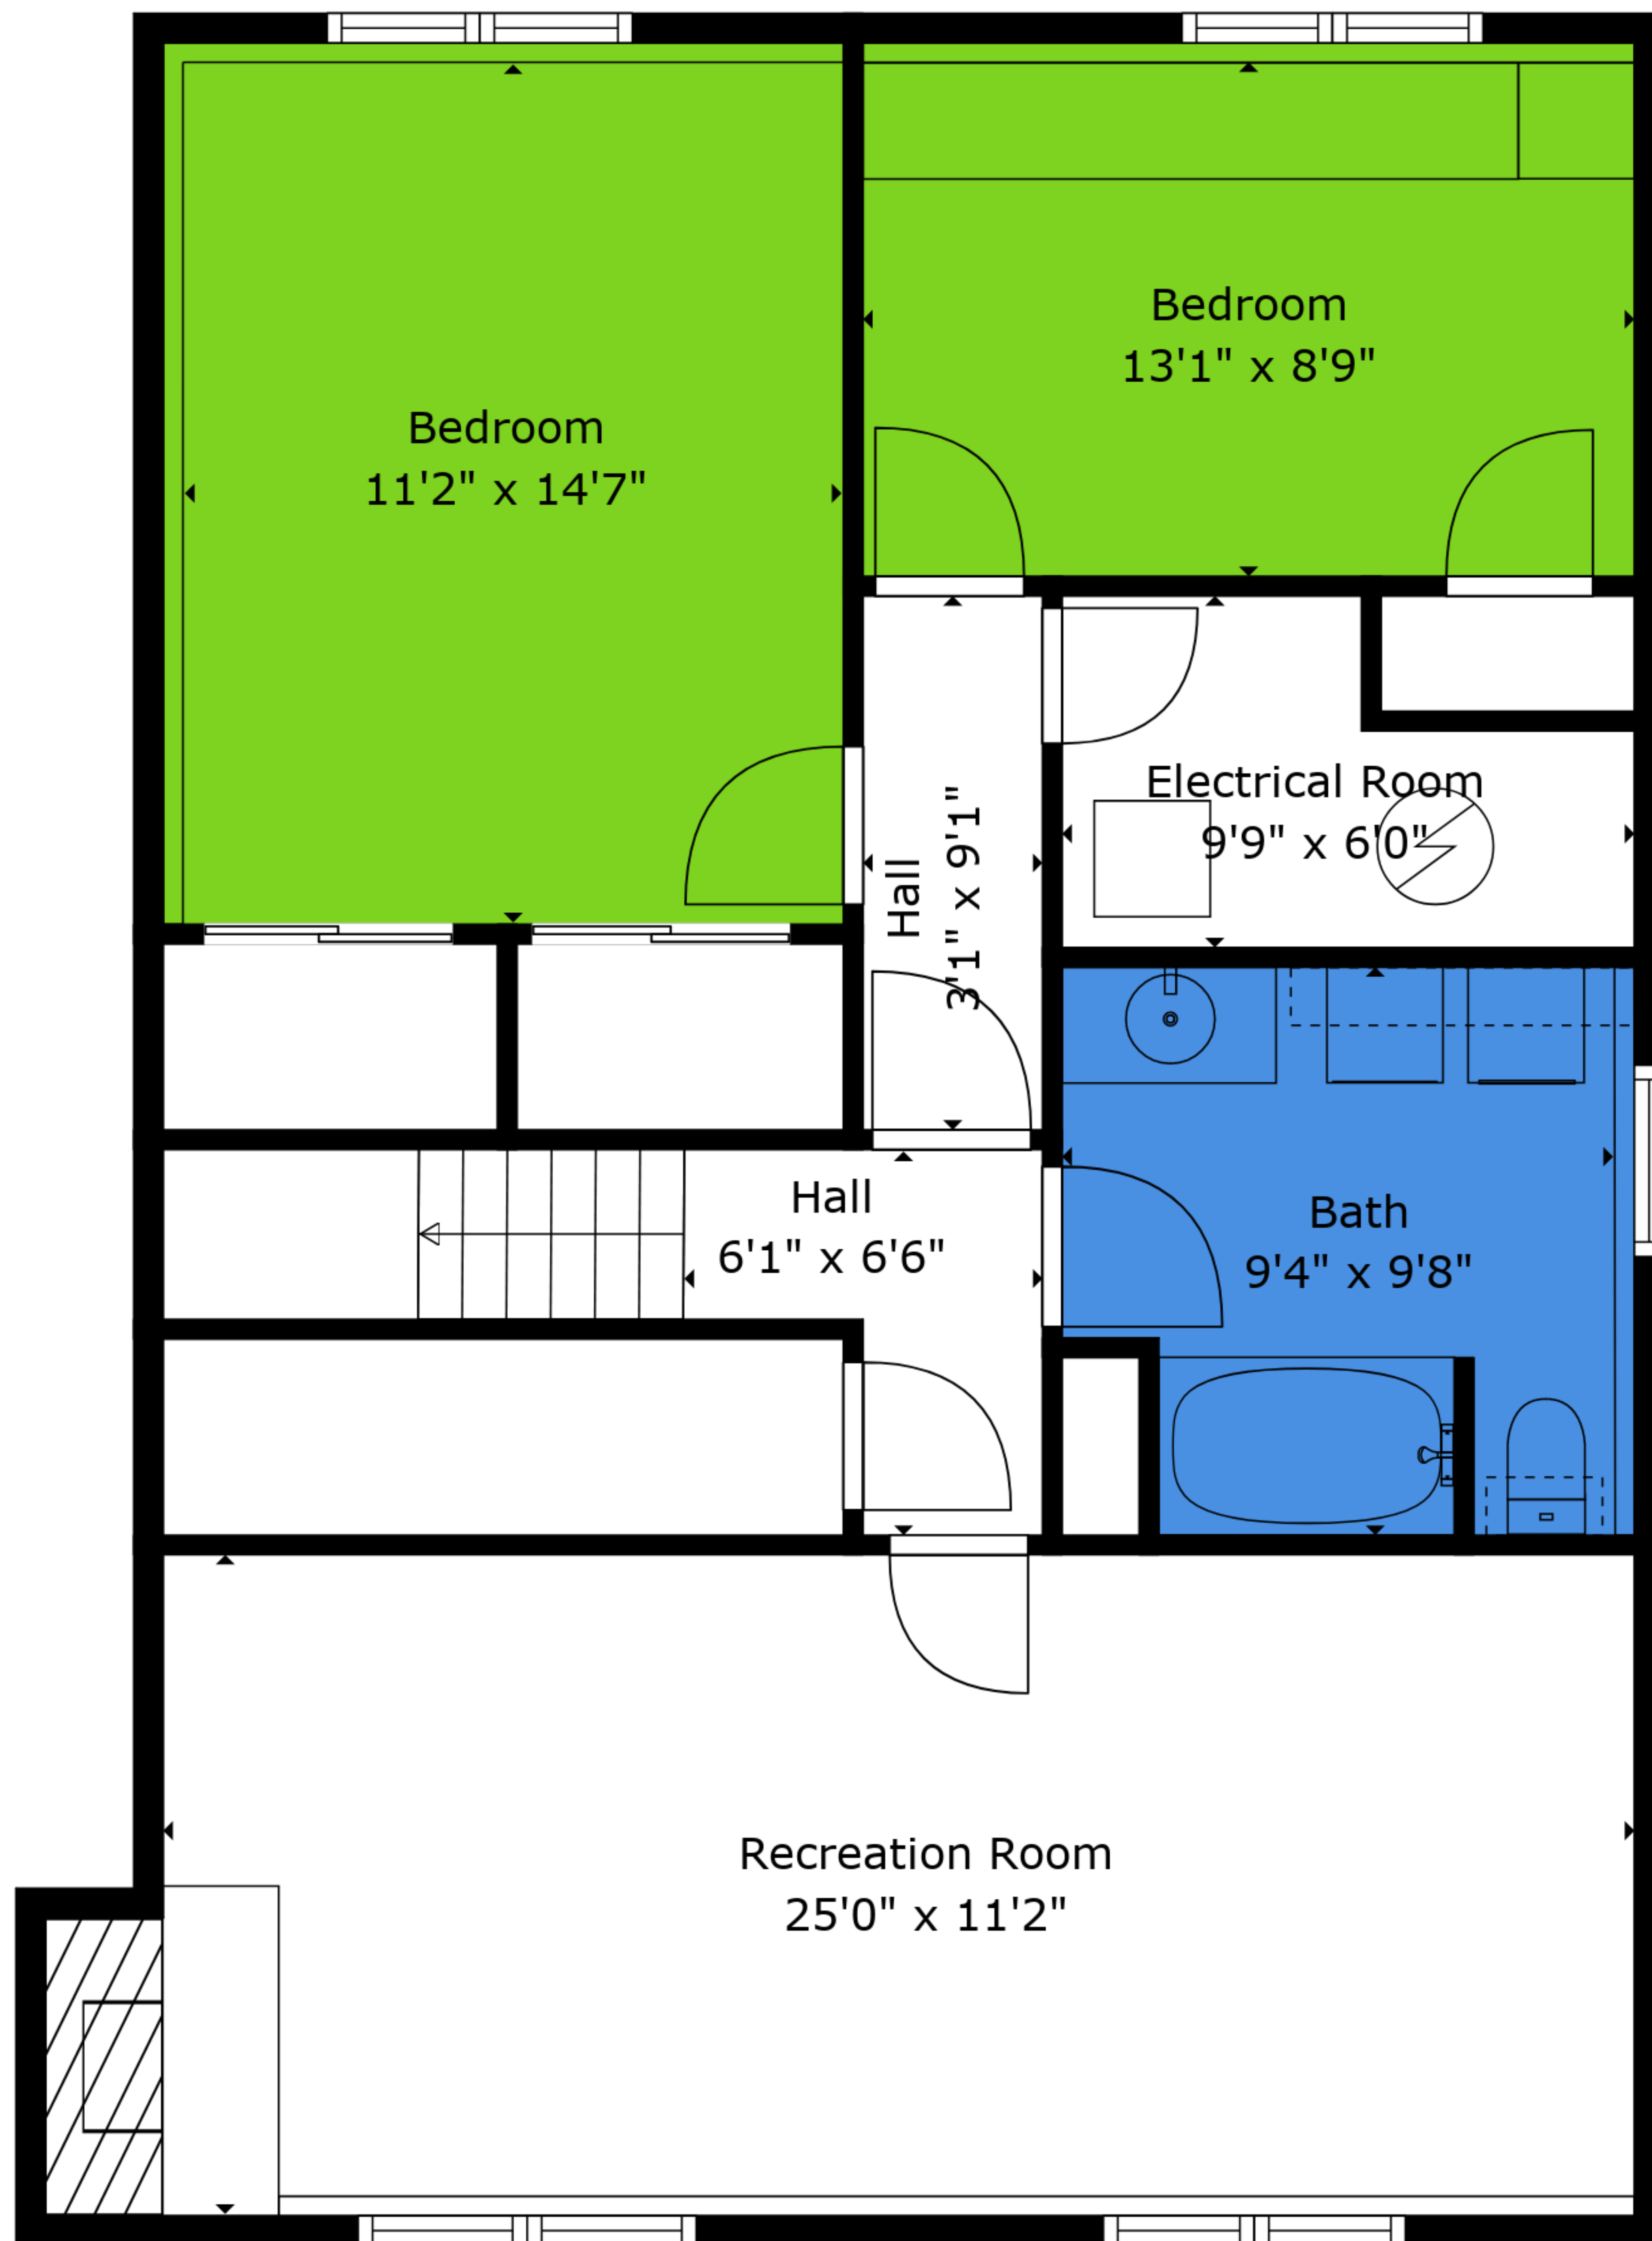 Bedroom
13'1" x 8'9"
Bedroom
11'2" x 14'7"
Electrical Room
9'9" x 6'0"
Hall
3'1" x 9'1"
Hall
6'1" x 6'6"
Bath
9'4" x 9'8"
Recreation Room
25'0" x 11'2"